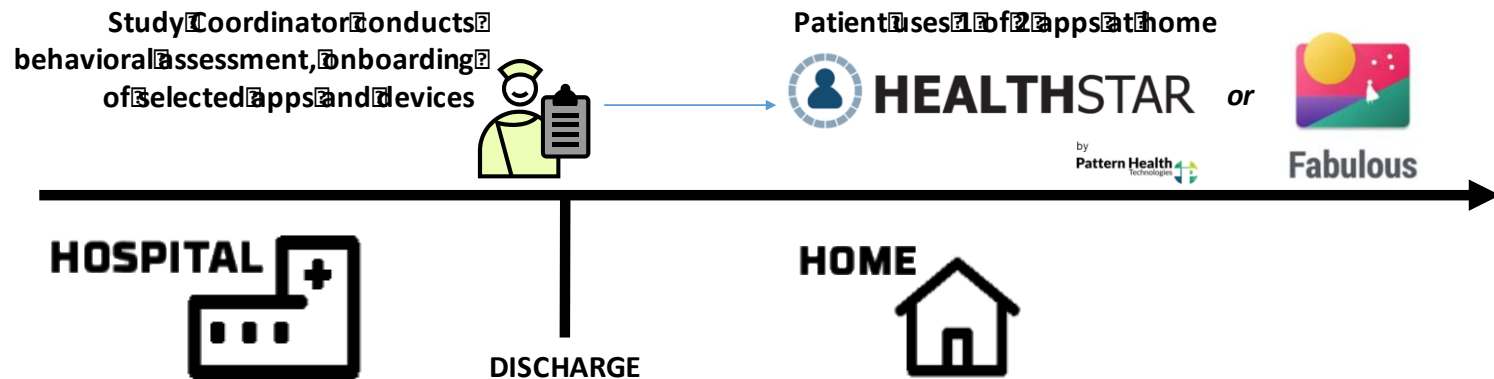 Study Coordinator conducts
behavioral assessment, onboarding
of selected apps and devices
Patient uses 1 of 2 apps at home
HEALTHSTAR
or
by
Pattern Health
Technologies
Fabulous
HOSPITAL
HOME
DISCHARGE